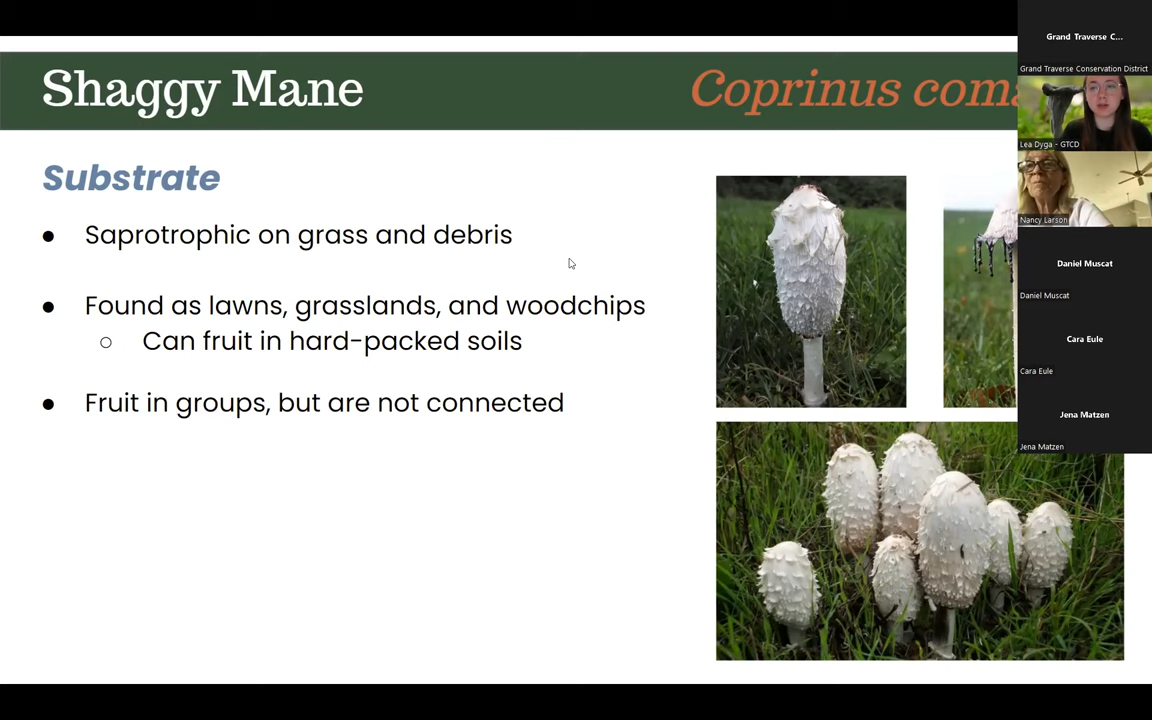 Shaggy Mane
Coprinus coma
Substrate
● Saprotrophic on grass and debris
● Found as lawns, grasslands, and woodchips
○ Can fruit in hard-packed soils
● Fruit in groups, but are not connected
Grand Traverse C...
Grand Traverse Conservation District
Lea Dyga - GTCD
Nancy Larson
Daniel Muscat
Daniel Muscat
Cara Eule
Cara Eule
Jena Matzen
Jena Matzen